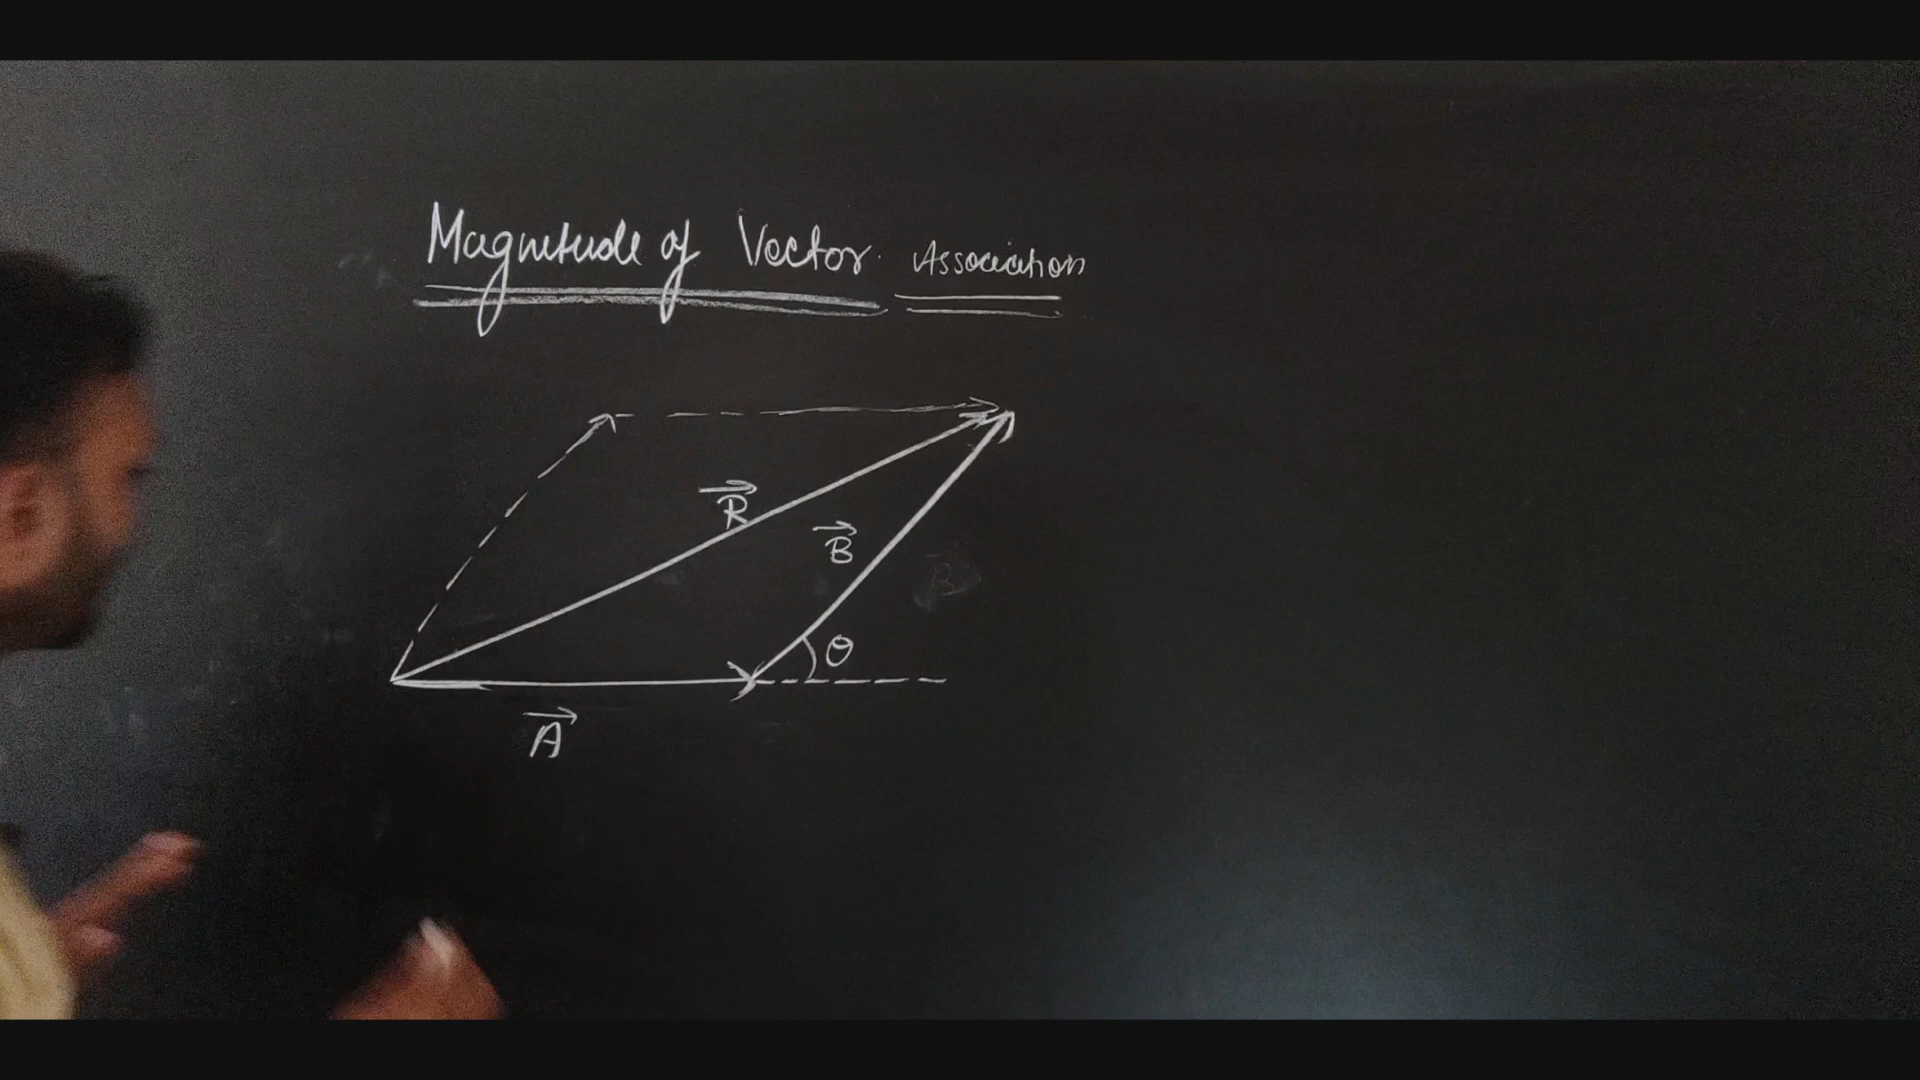 Magnitude of Vector Association
R
B
θ
A